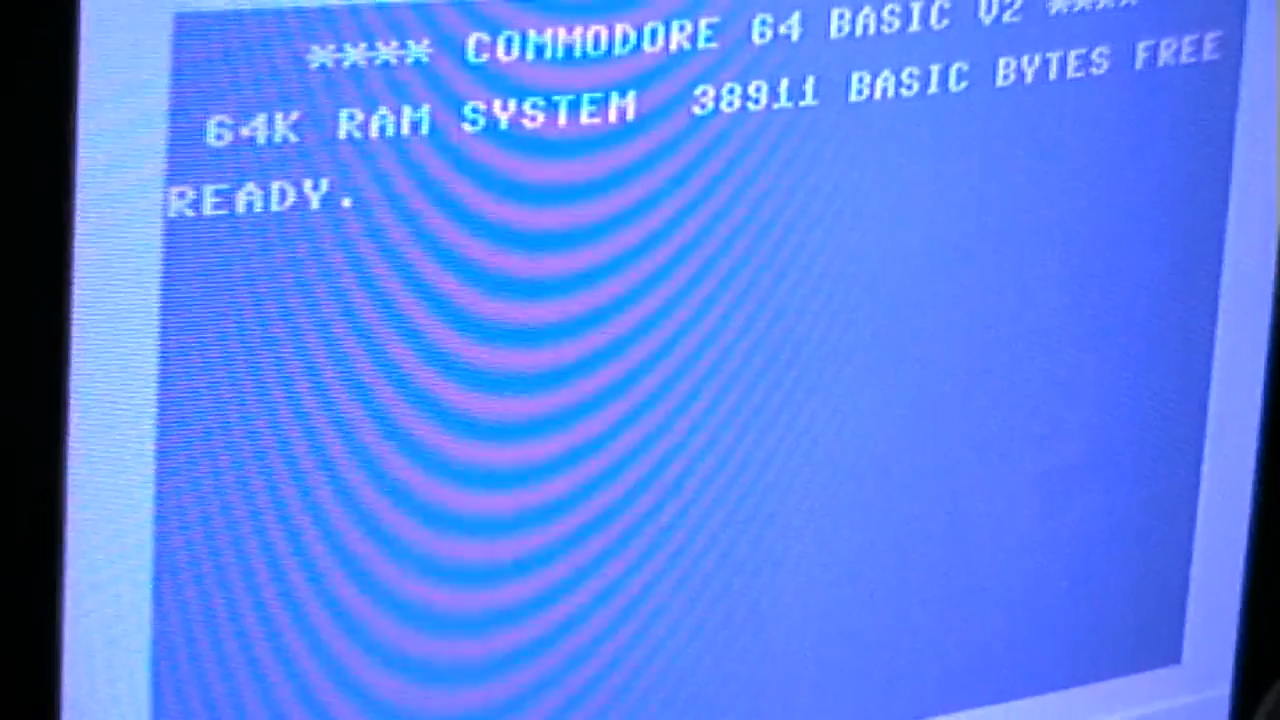 **** COMMODORE 64 BASIC V2 ****
64K RAM SYSTEM 38911 BASIC BYTES FREE
READY.